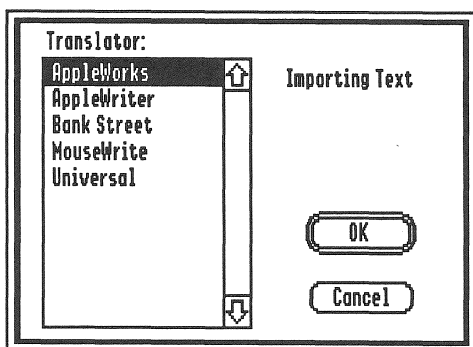 Translator:
AppleWorks
AppleWriter
Bank Street
MouseWrite
Universal
Importing Text
OK
Cancel